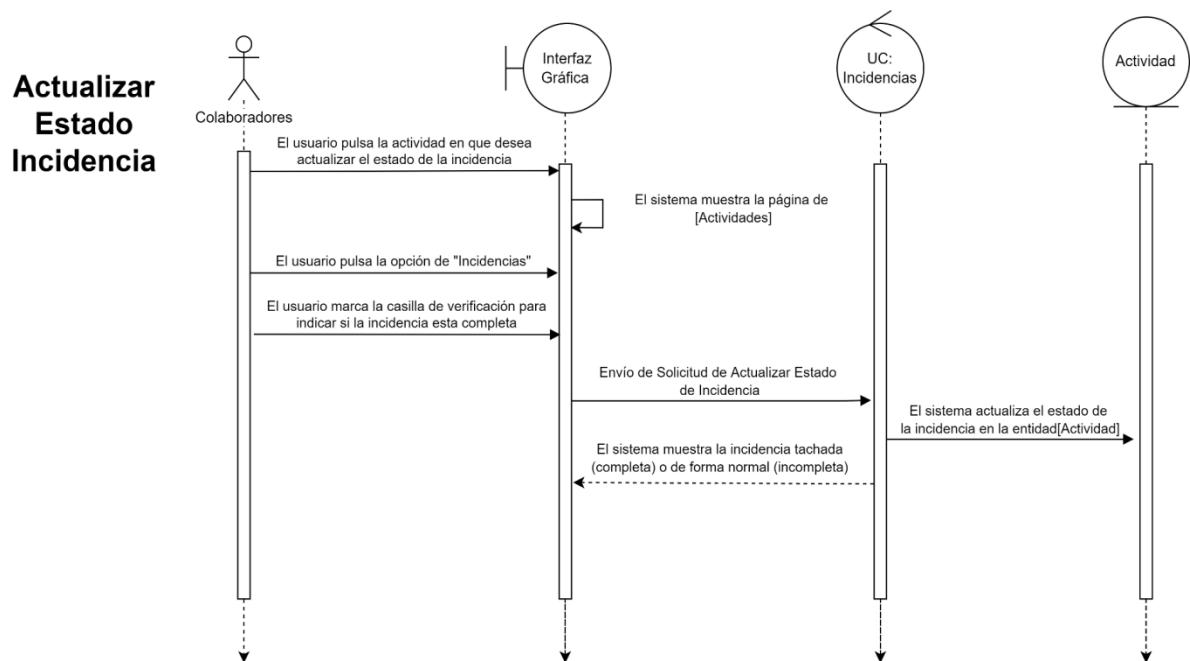 Actualizar
Estado
Incidencia
Colaboradores
Interfaz
Gráfica
UC:
Incidencias
Actividad
El usuario pulsa la actividad en que desea
actualizar el estado de la incidencia
El sistema muestra la página de
[Actividades]
El usuario pulsa la opción de "Incidencias"
El usuario marca la casilla de verificación para
indicar si la incidencia esta completa
Envío de Solicitud de Actualizar Estado
de Incidencia
El sistema actualiza el estado de
la incidencia en la entidad[Actividad]
El sistema muestra la incidencia tachada
(completa) o de forma normal (incompleta)